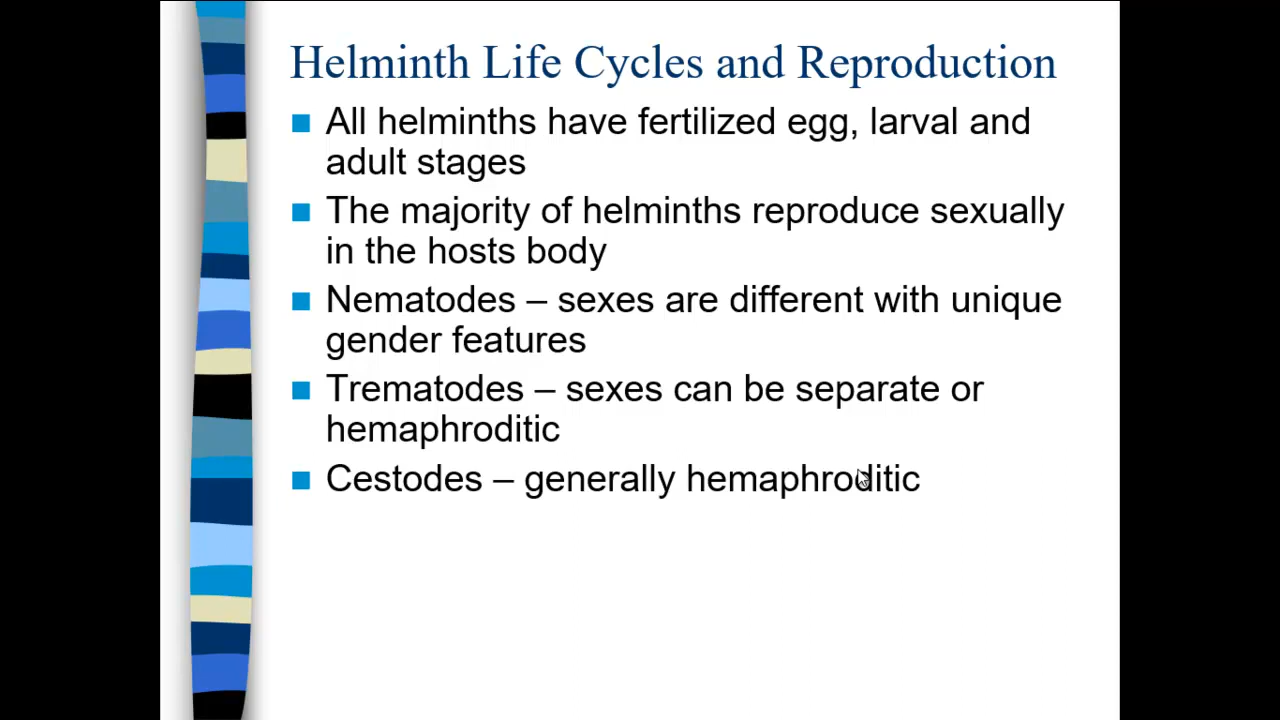 Helminth Life Cycles and Reproduction
All helminths have fertilized egg, larval and
adult stages
The majority of helminths reproduce sexually
in the hosts body
Nematodes – sexes are different with unique
gender features
Trematodes – sexes can be separate or
hemaphroditic
Cestodes – generally hemaphroditic